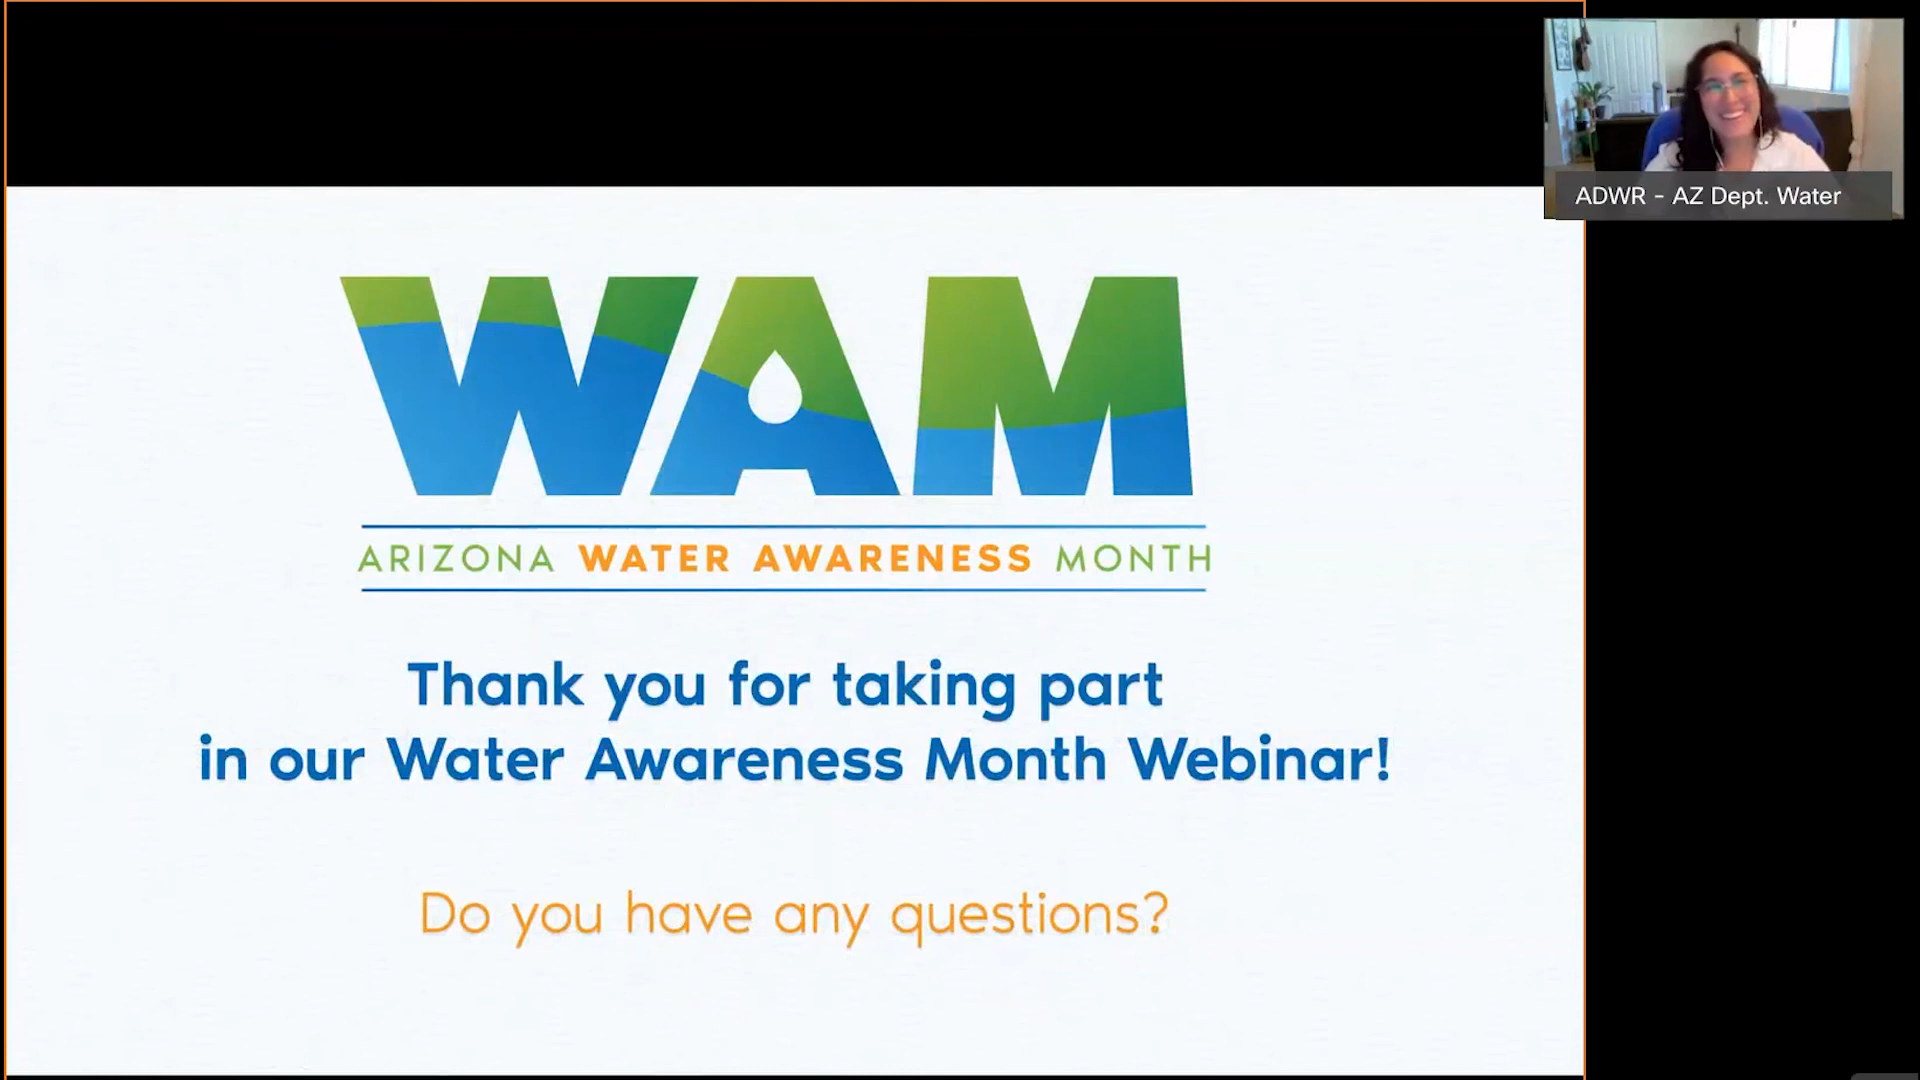 ADWR - AZ Dept. Water
WAM
ARIZONA WATER AWARENESS MONTH
Thank you for taking part
in our Water Awareness Month Webinar!
Do you have any questions?